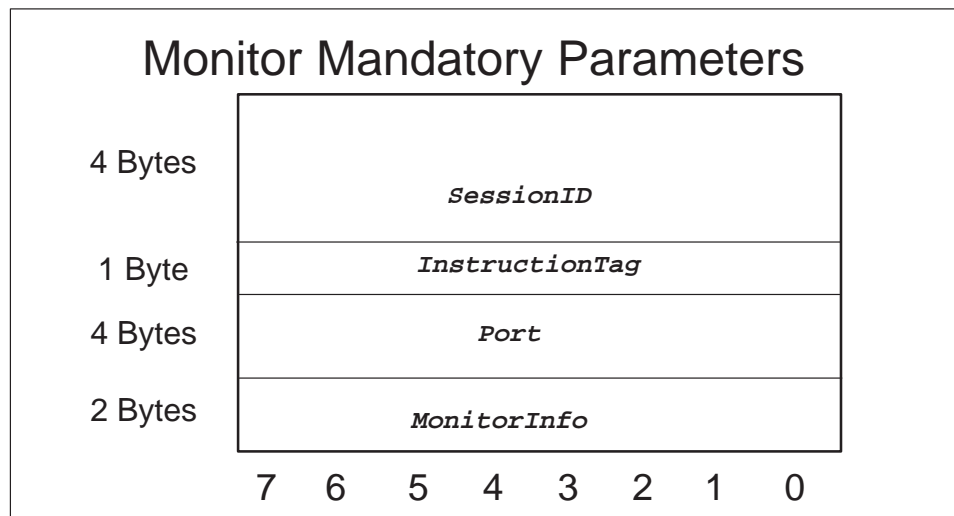 Monitor Mandatory Parameters
4 Bytes
SessionID
1 Byte
InstructionTag
4 Bytes
Port
2 Bytes
MonitorInfo
7 6 5 4 3 2 1 0